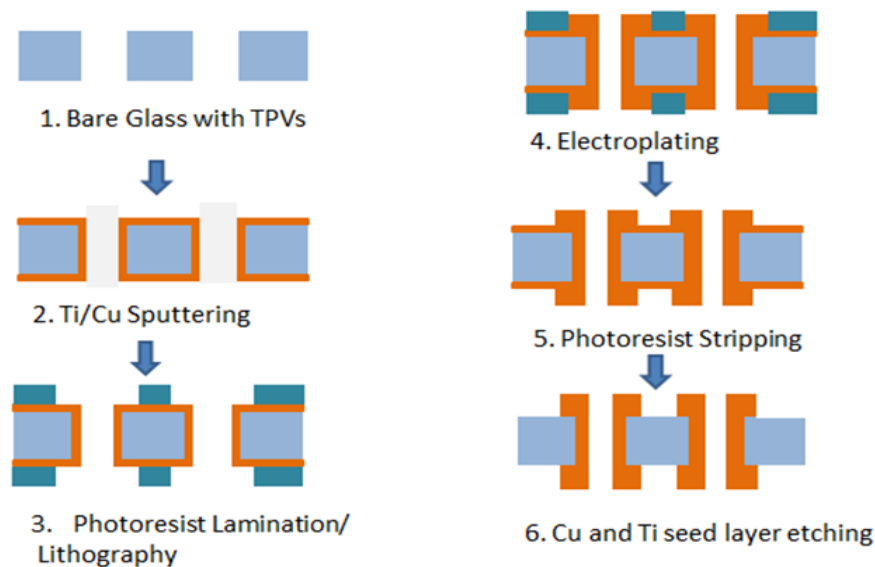 1. Bare Glass with TPVs
2. Ti/Cu Sputtering
3. Photoresist Lamination/
Lithography
4. Electroplating
5. Photoresist Stripping
6. Cu and Ti seed layer etching